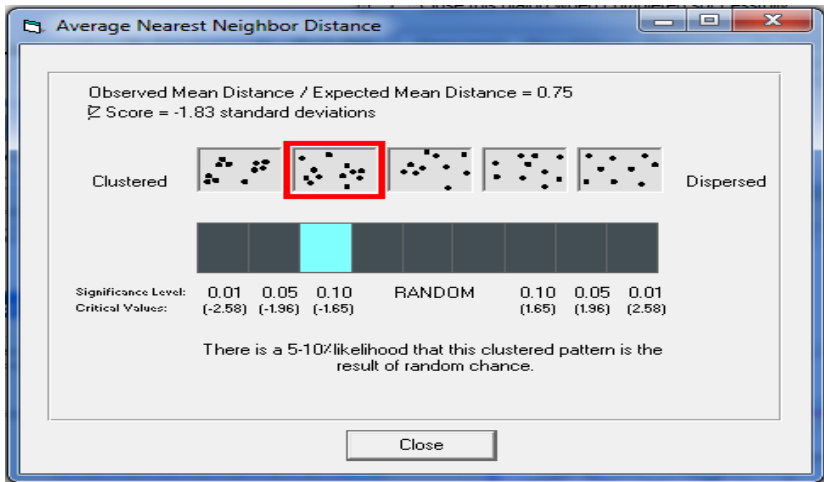 Average Nearest Neighbor Distance
Observed Mean Distance / Expected Mean Distance = 0.75
Z Score = -1.83 standard deviations
Clustered
Dispersed
Significance Level: 0.01 0.05 0.10 RANDOM 0.10 0.05 0.01
Critical Values: (-2.58) (-1.96) (-1.65) (1.65) (1.96) (2.58)
There is a 5-10% likelihood that this clustered pattern is the
result of random chance.
Close